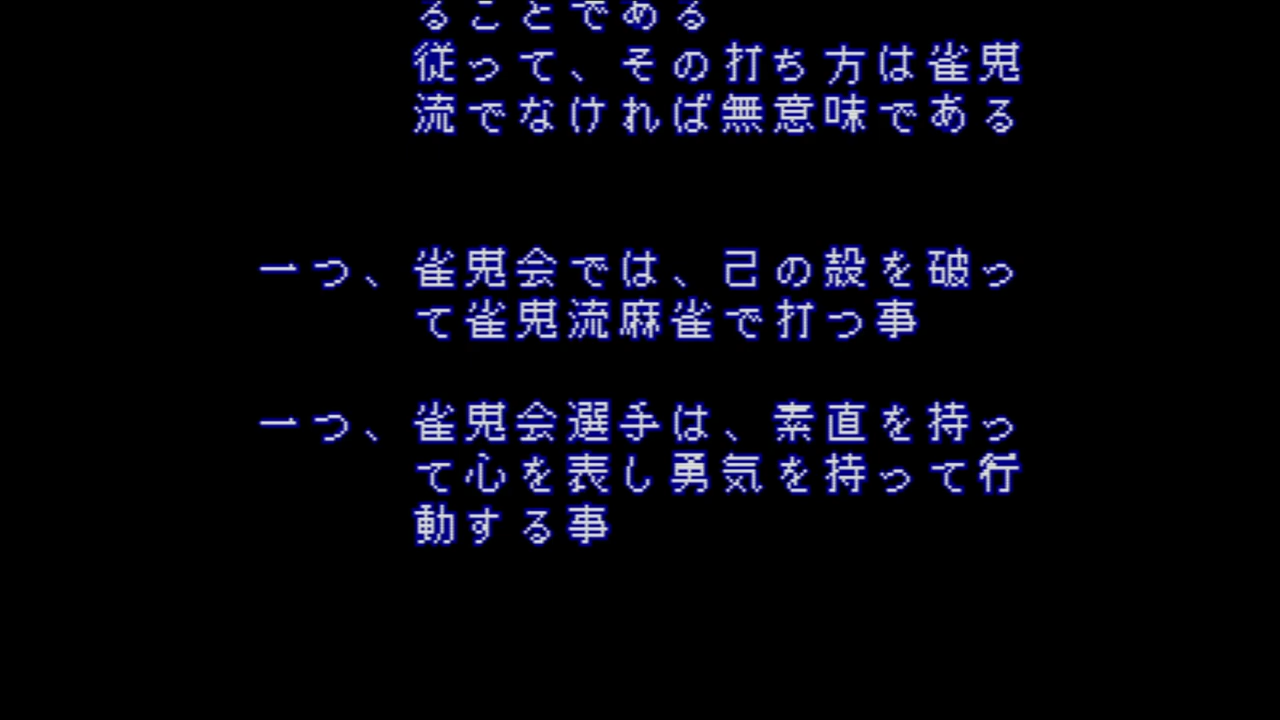 ることである
従って、その打ち方は雀鬼
流でなければ無意味である
一つ、雀鬼会では、己の殻を破っ
て雀鬼流麻雀で打つ事
一つ、雀鬼会選手は、素直を持っ
て心を表し勇気を持って行
動する事